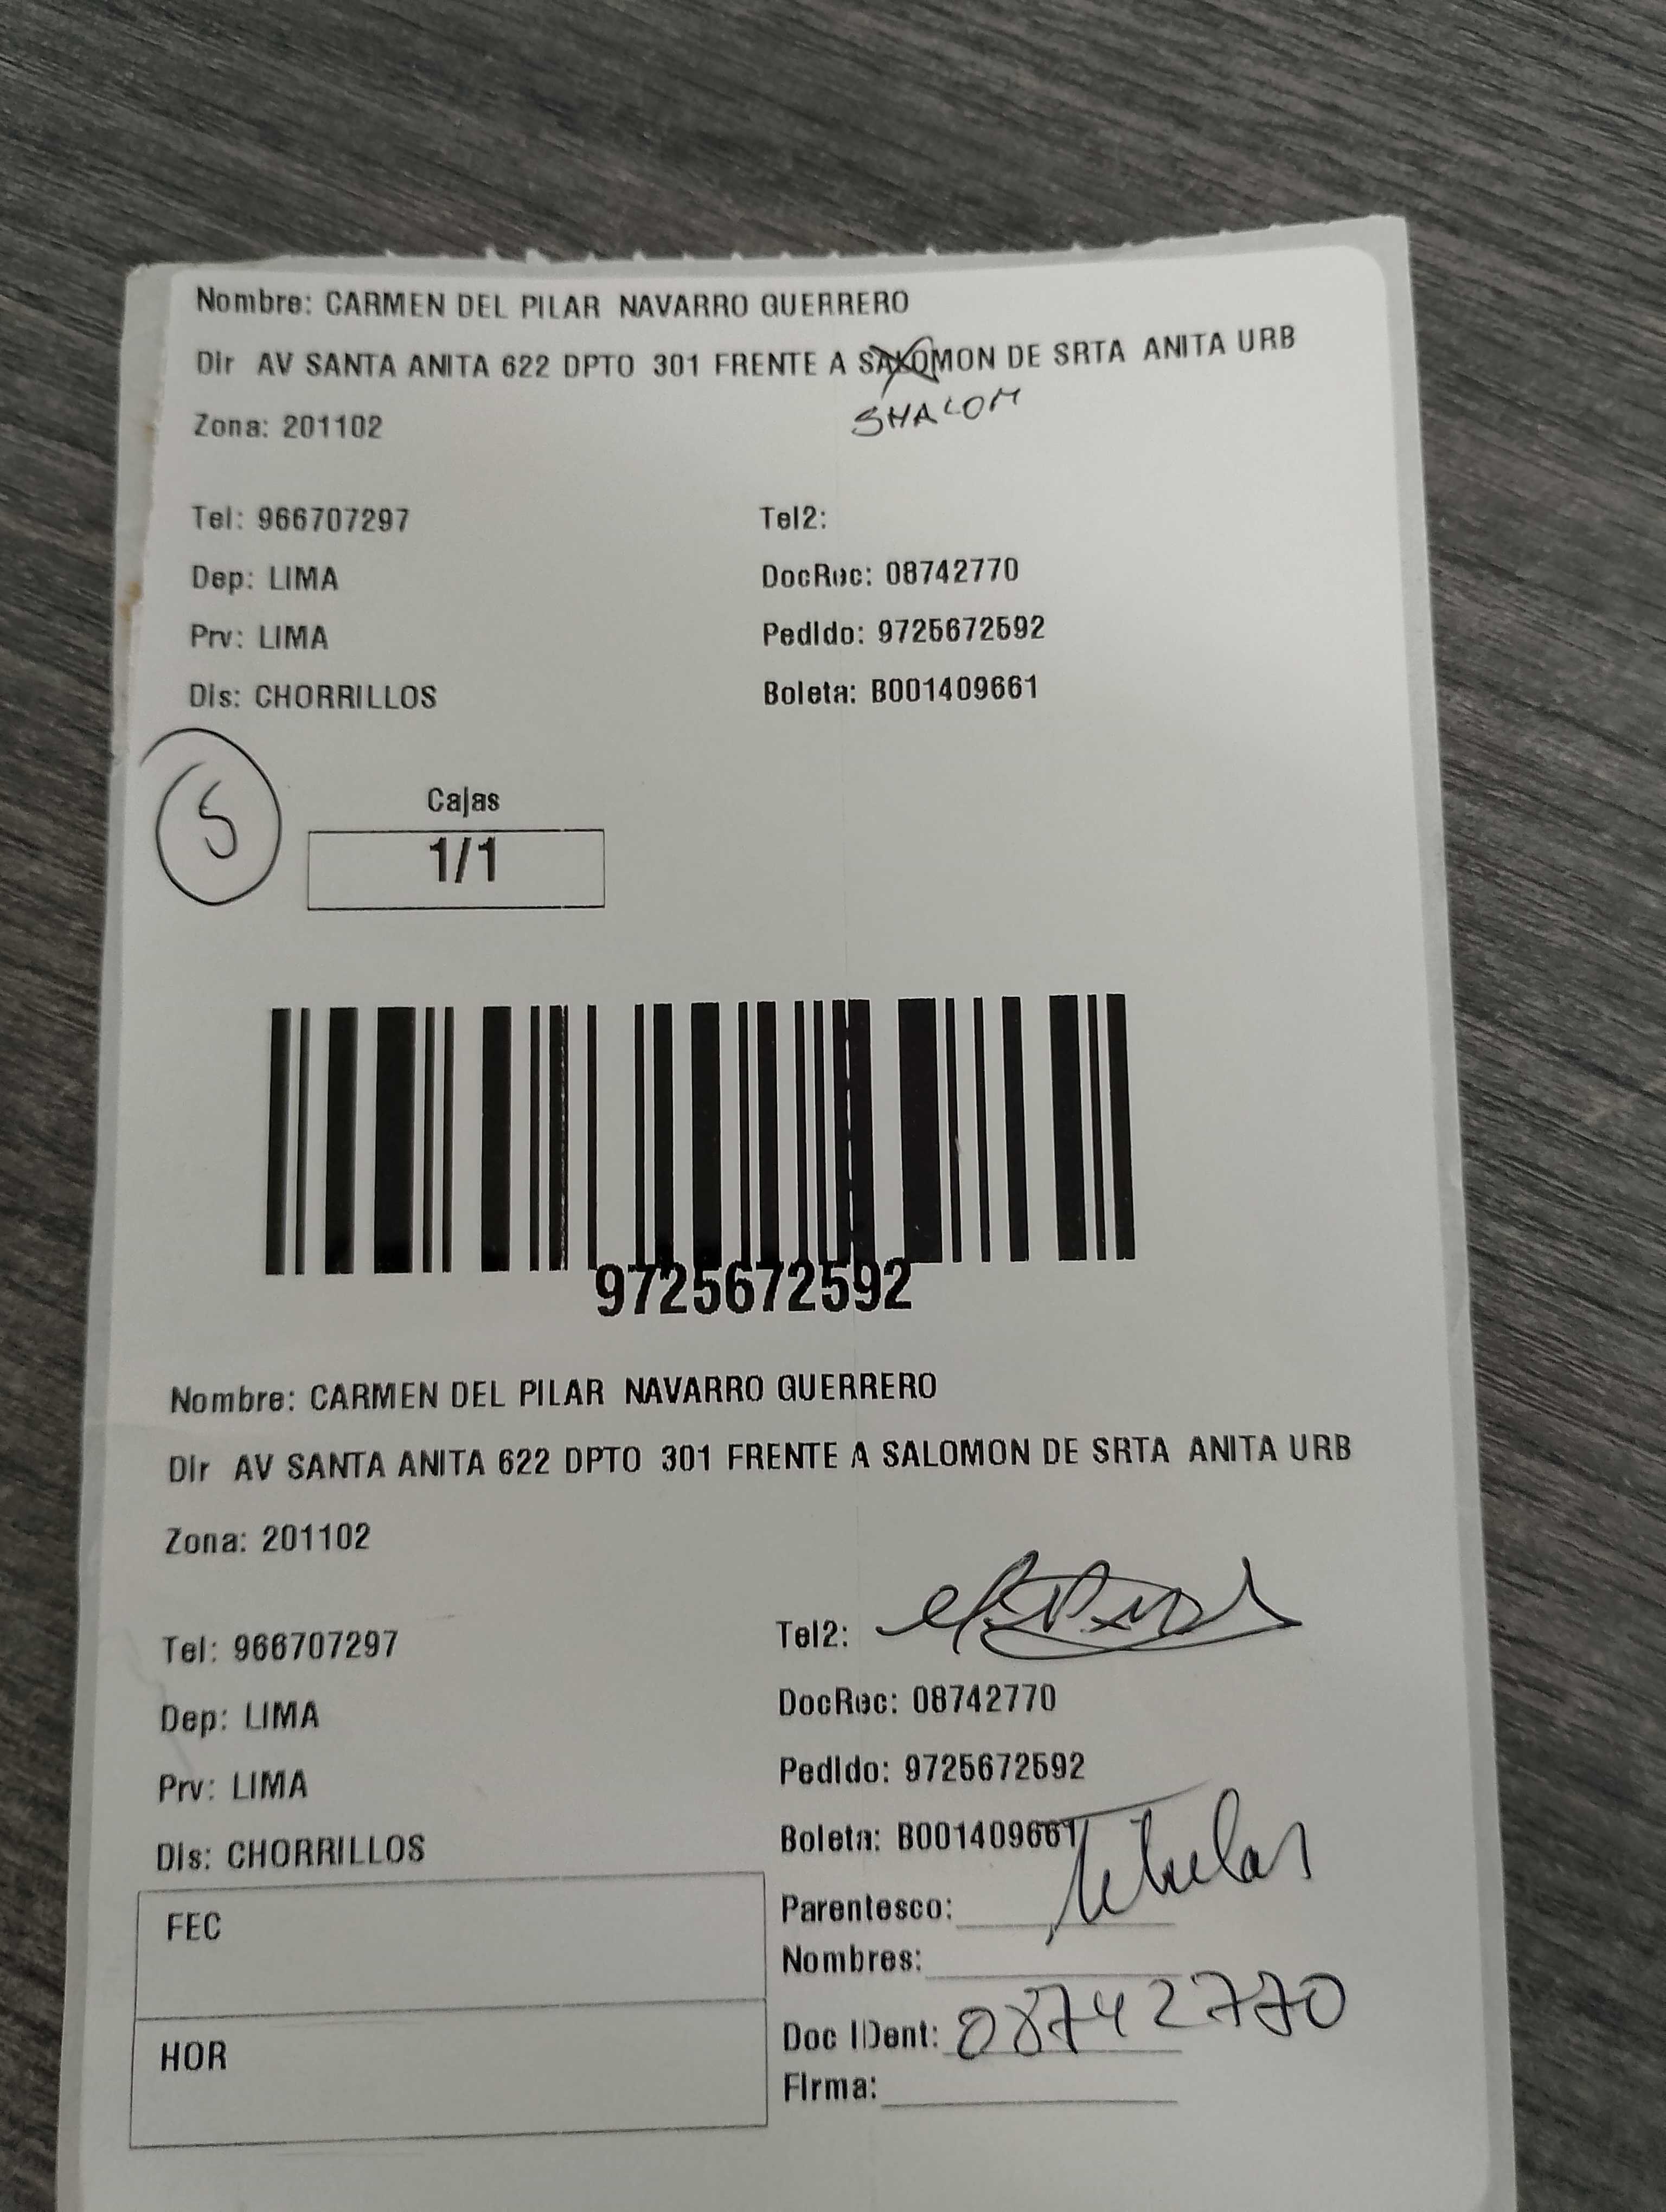 Nombre: CARMEN DEL PILAR NAVARRO GUERRERO
Dir AV SANTA ANITA 622 DPTO 301 FRENTE A SALOMON DE SRTA ANITA URB
SHALOM
Zona: 201102
Tel: 966707297 Tel2:
Dep: LIMA DocRec: 08742770
Prv: LIMA Pedido: 9725672592
Dis: CHORRILLOS Boleta: B001409661
5
Cajas
1/1
9725672592
Nombre: CARMEN DEL PILAR NAVARRO GUERRERO
Dir AV SANTA ANITA 622 DPTO 301 FRENTE A SALOMON DE SRTA ANITA URB
Zona: 201102
Tel: 966707297 Tel2:
Dep: LIMA DocRec: 08742770
Prv: LIMA Pedido: 9725672592
Dis: CHORRILLOS Boleta: B001409661
FEC
Parentesco:
Nombres:
HOR
Doc IDent: 08742770
Firma: